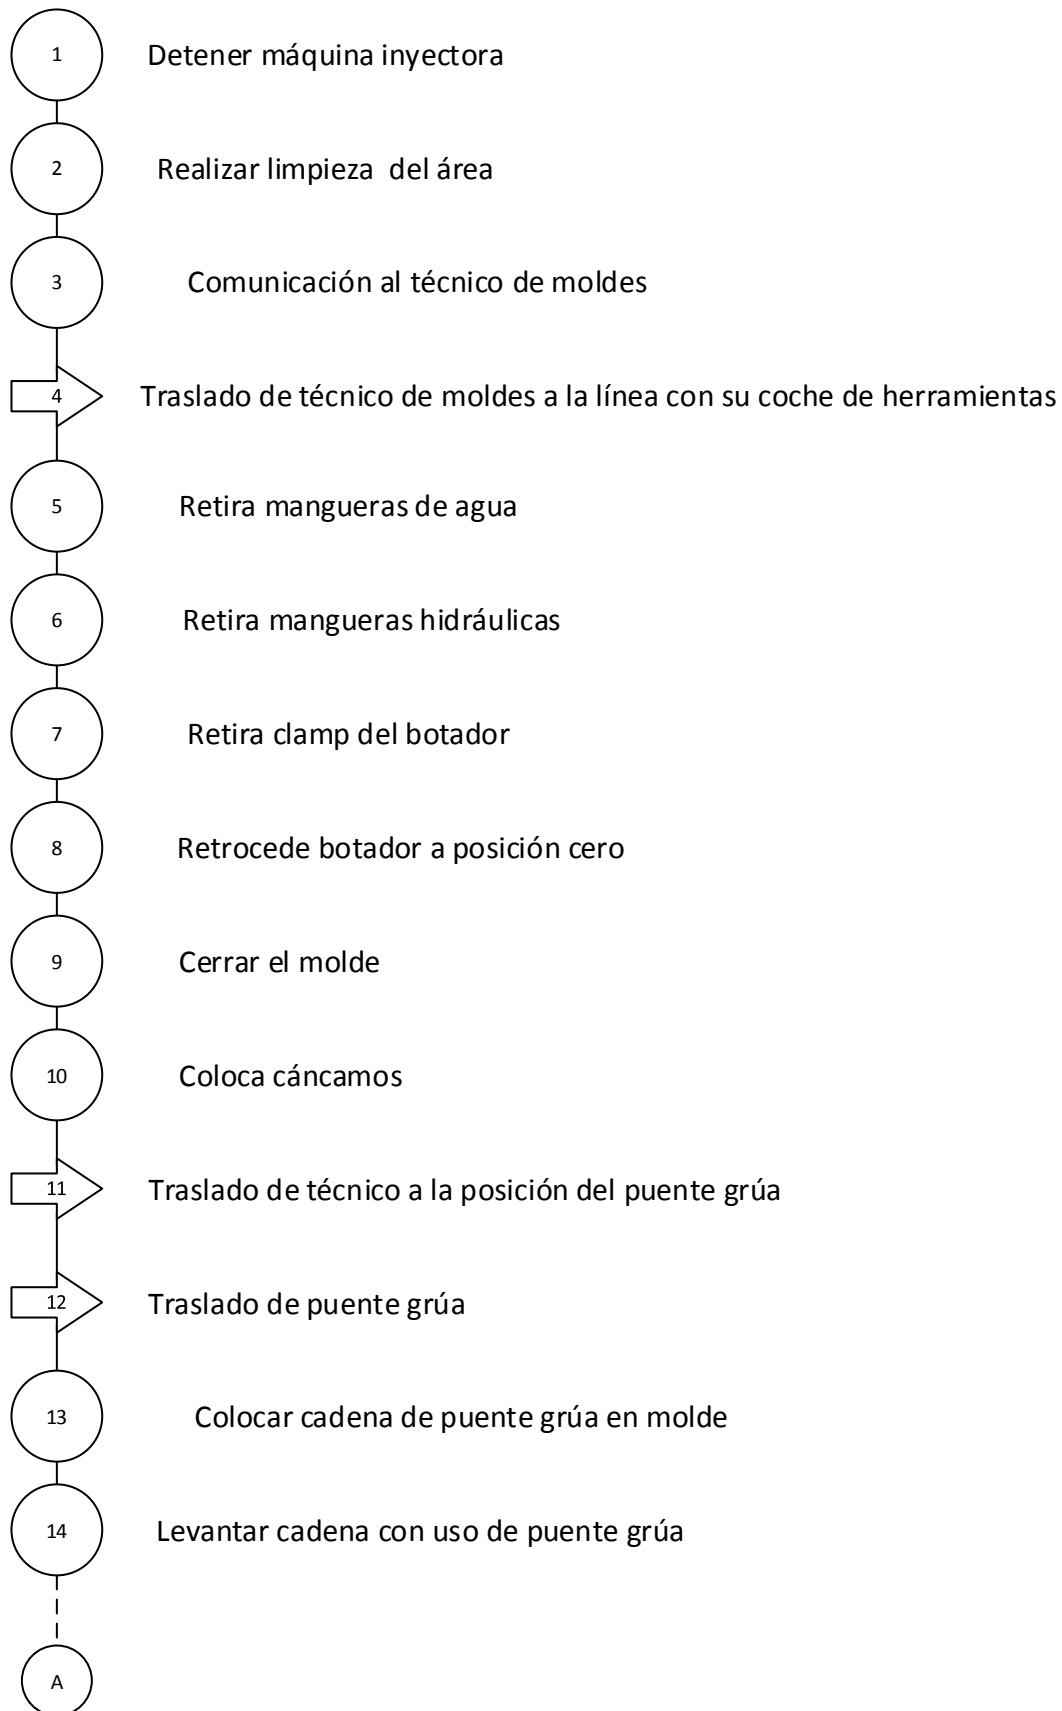 1 Detener máquina inyectora
2 Realizar limpieza del área
3 Comunicación al técnico de moldes
4 Traslado de técnico de moldes a la línea con su coche de herramientas
5 Retira mangueras de agua
6 Retira mangueras hidráulicas
7 Retira clamp del botador
8 Retrocede botador a posición cero
9 Cerrar el molde
10 Coloca cáncamos
11 Traslado de técnico a la posición del puente grúa
12 Traslado de puente grúa
13 Colocar cadena de puente grúa en molde
14 Levantar cadena con uso de puente grúa
A